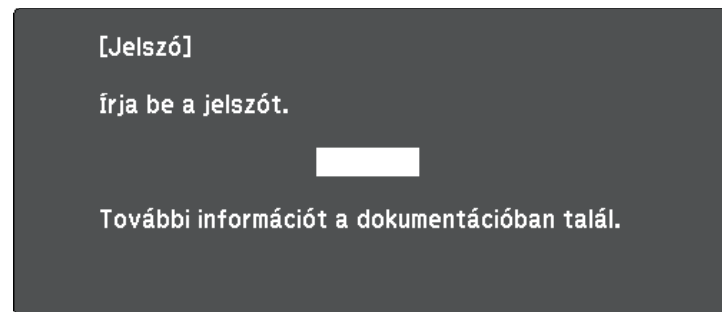 [Jelszó]
Írja be a jelszót.
További információt a dokumentációban talál.